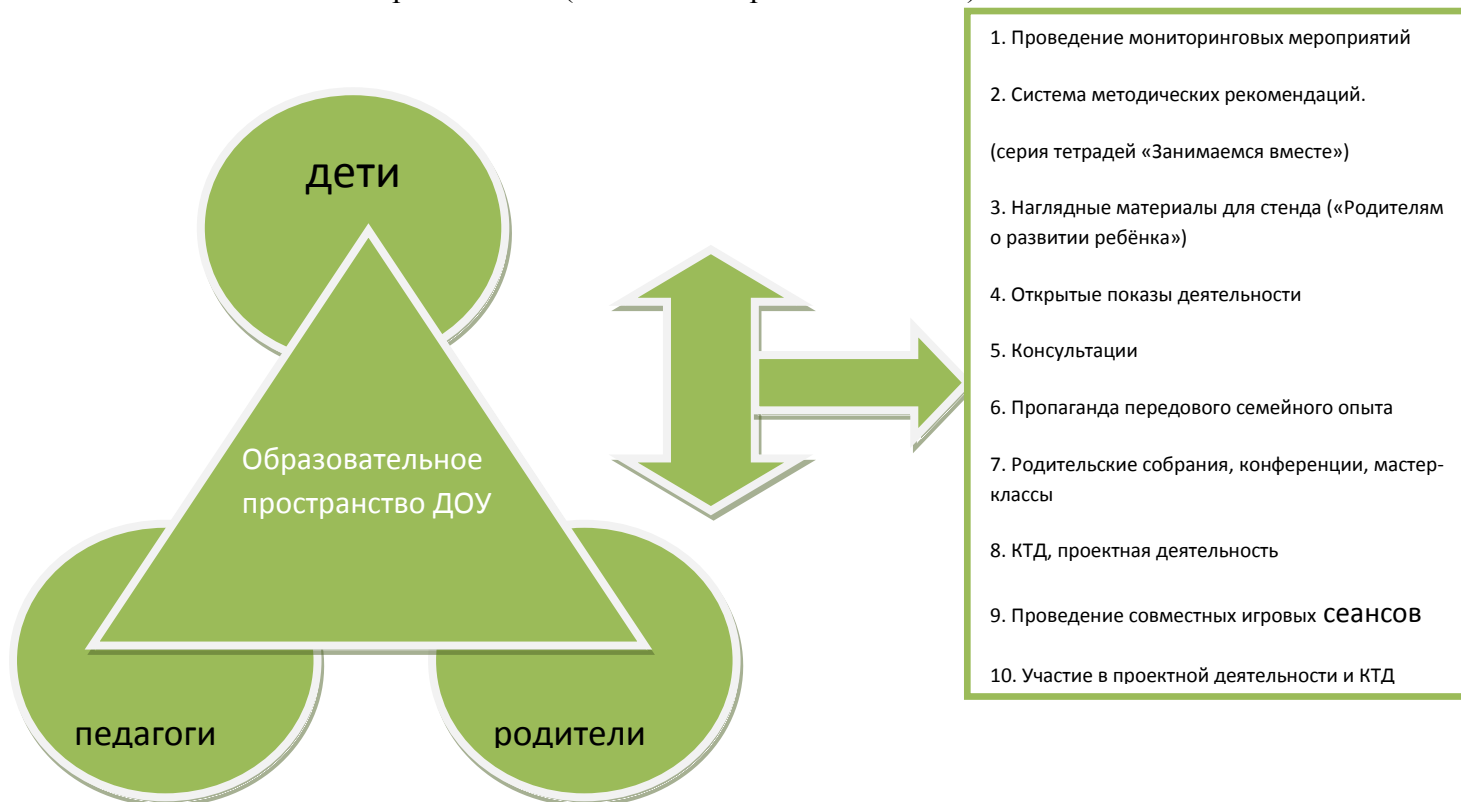 дети
Образовательное
пространство ДОУ
педагоги
родители
1. Проведение мониторинговых мероприятий
2. Система методических рекомендаций.
(серия тетрадей «Занимаемся вместе»)
3. Наглядные материалы для стенда («Родителям
о развитии ребёнка»)
4. Открытые показы деятельности
5. Консультации
6. Пропаганда передового семейного опыта
7. Родительские собрания, конференции, мастер-
классы
8. КТД, проектная деятельность
9. Проведение совместных игровых сеансов
10. Участие в проектной деятельности и КТД